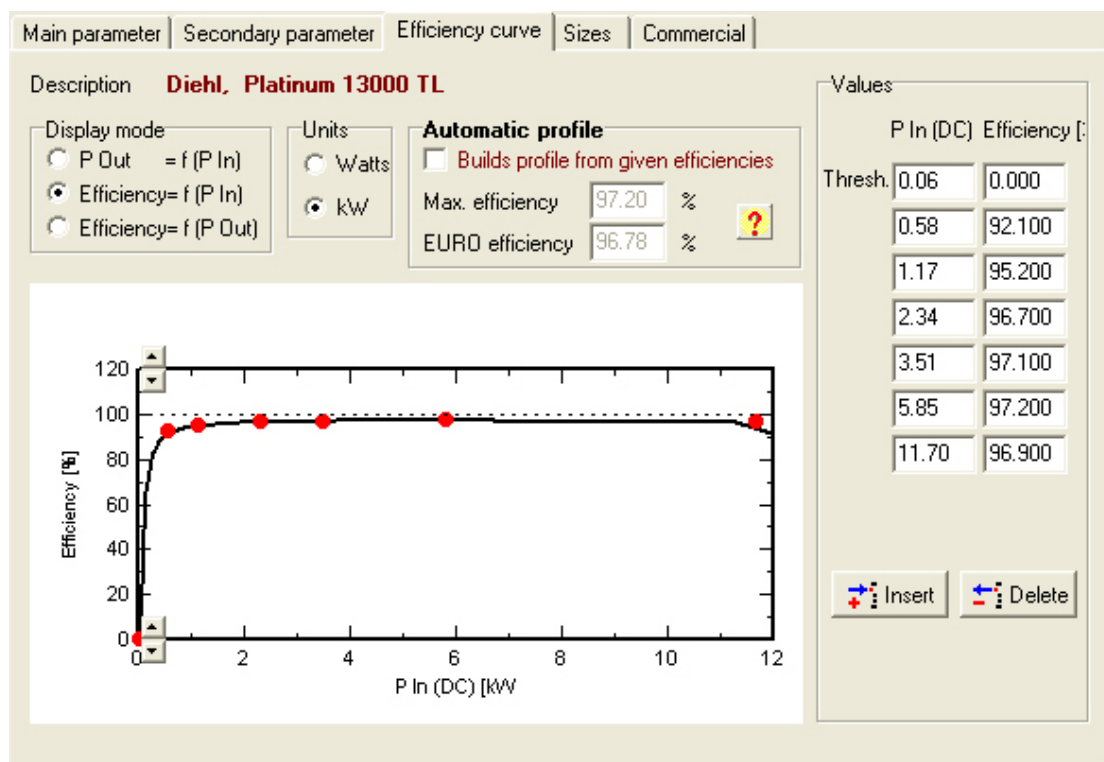 Main parameter Secondary parameter Efficiency curve Sizes Commercial
Description Diehl, Platinum 13000 TL
Display mode
P Out = f (P In)
Efficiency= f (P In)
Efficiency= f (P Out)
Units
Watts
kW
Automatic profile
Builds profile from given efficiencies
Max. efficiency 97.20 %
EURO efficiency 96.78 %
?
Values
P In (DC) Efficiency [
Thresh. 0.06 0.000
0.58 92.100
1.17 95.200
2.34 96.700
3.51 97.100
5.85 97.200
11.70 96.900
Insert Delete
120
100
80
60
40
20
0
Efficiency [%]
0 2 4 6 8 10 12
P In (DC) [kW